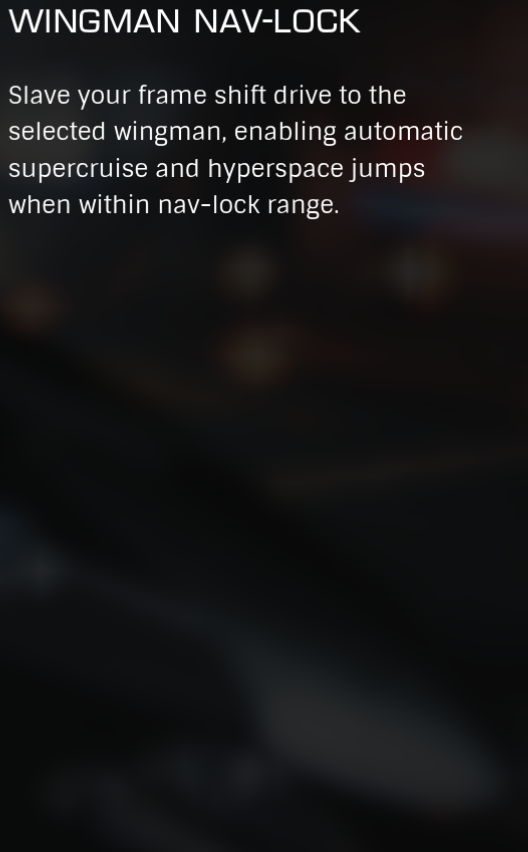 WINGMAN NAV-LOCK
Slave your frame shift drive to the
selected wingman, enabling automatic
supercruise and hyperspace jumps
when within nav-lock range.